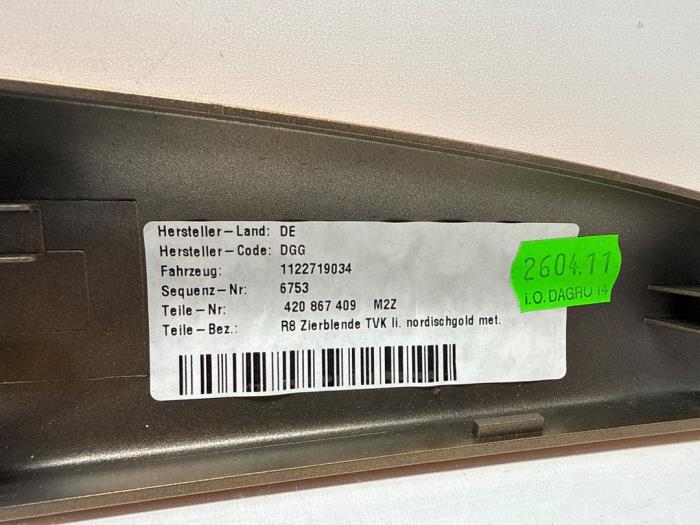 Hersteller-Land: DE
Hersteller-Code: DGG
Fahrzeug: 1122719034
Sequenz-Nr: 6753
Teile-Nr: 420 867 409 M2Z
Teile-Bez.: R8 Zierblende TVK li. nordischgold met.
2604.11
i.O. DAGRO 14